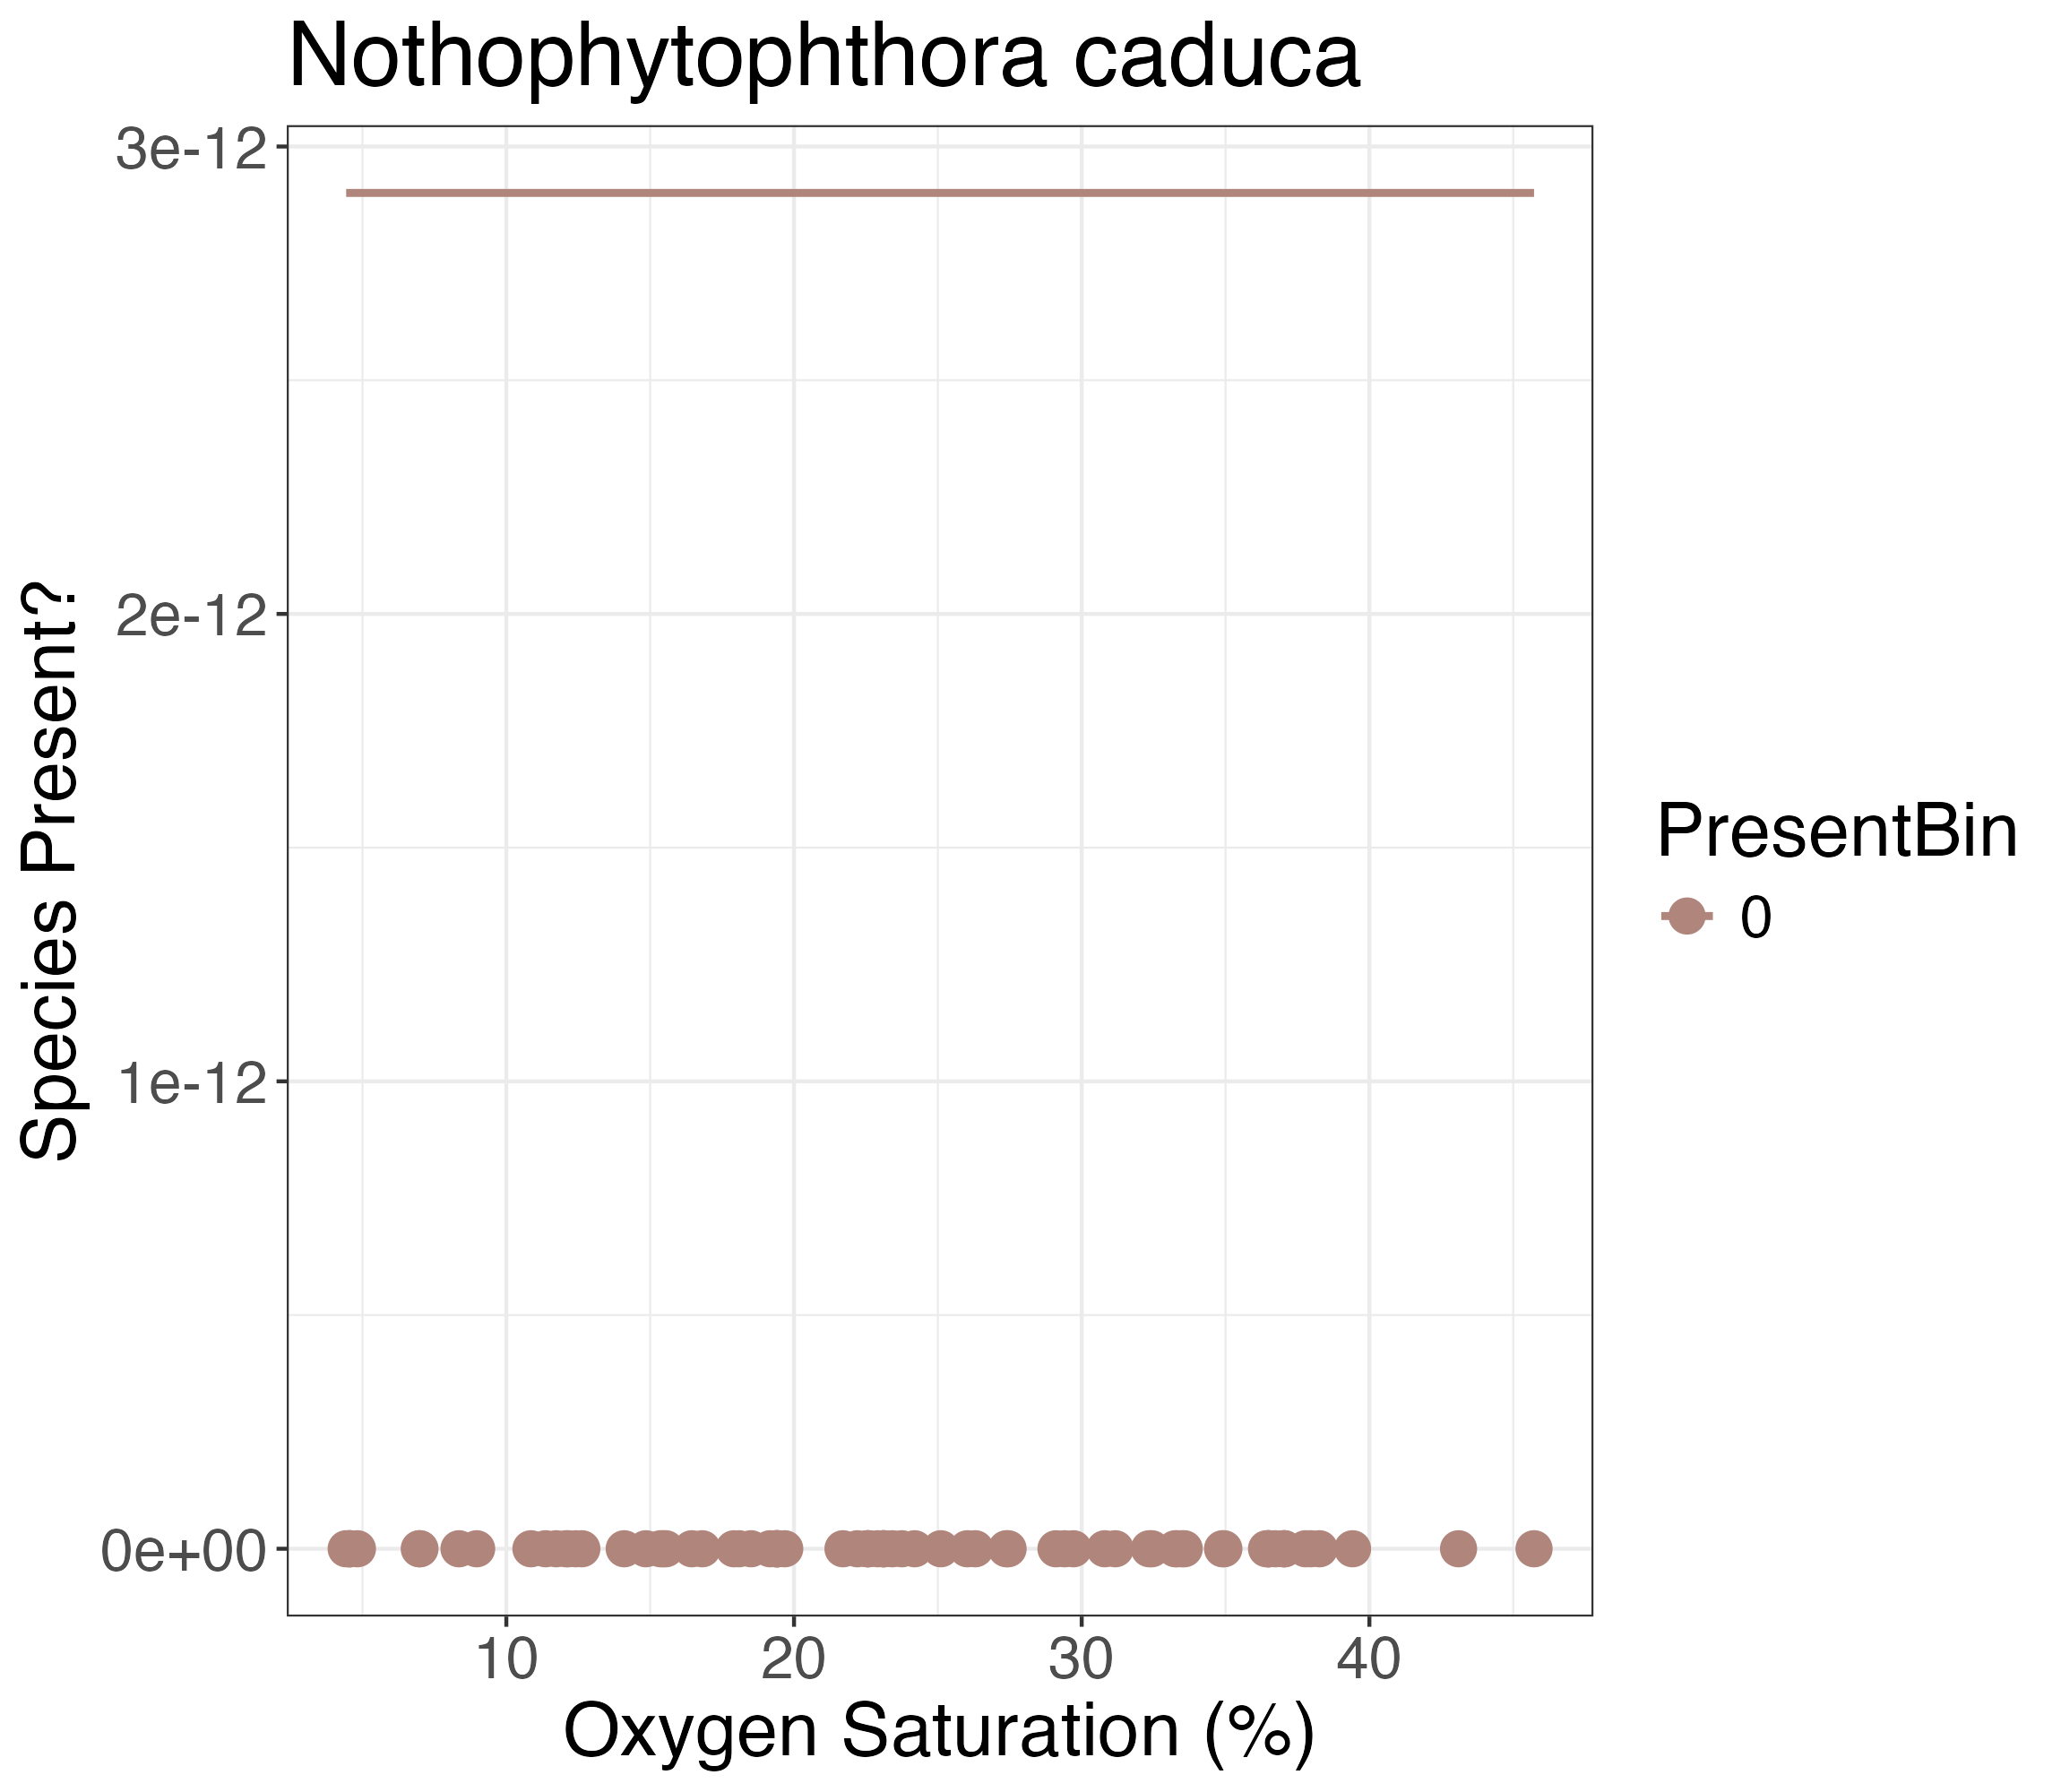 Nothophytophthora caduca
3e-12
2e-12
1e-12
0e+00
Species Present?
10 20 30 40
Oxygen Saturation (%)
PresentBin
0